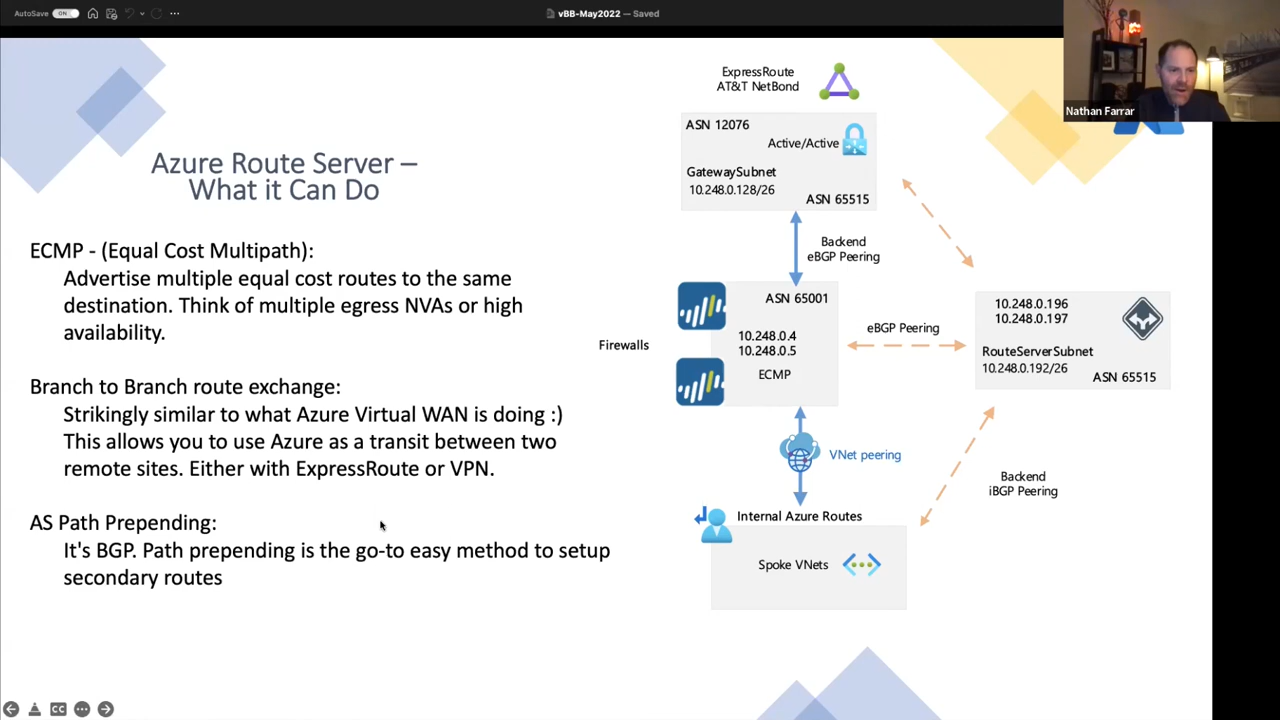 AutoSave ON
vBB-May2022 — Saved
Nathan Farrar
Azure Route Server –
What it Can Do
ECMP - (Equal Cost Multipath):
Advertise multiple equal cost routes to the same
destination. Think of multiple egress NVAs or high
availability.
Branch to Branch route exchange:
Strikingly similar to what Azure Virtual WAN is doing :)
This allows you to use Azure as a transit between two
remote sites. Either with ExpressRoute or VPN.
AS Path Prepending:
It's BGP. Path prepending is the go-to easy method to setup
secondary routes
ExpressRoute
AT&T NetBond
ASN 12076
Active/Active
GatewaySubnet
10.248.0.128/26
ASN 65515
Backend
eBGP Peering
ASN 65001
10.248.0.4
10.248.0.5
ECMP
Firewalls
eBGP Peering
10.248.0.196
10.248.0.197
RouteServerSubnet
10.248.0.192/26
ASN 65515
VNet peering
Backend
iBGP Peering
Internal Azure Routes
Spoke VNets
CC